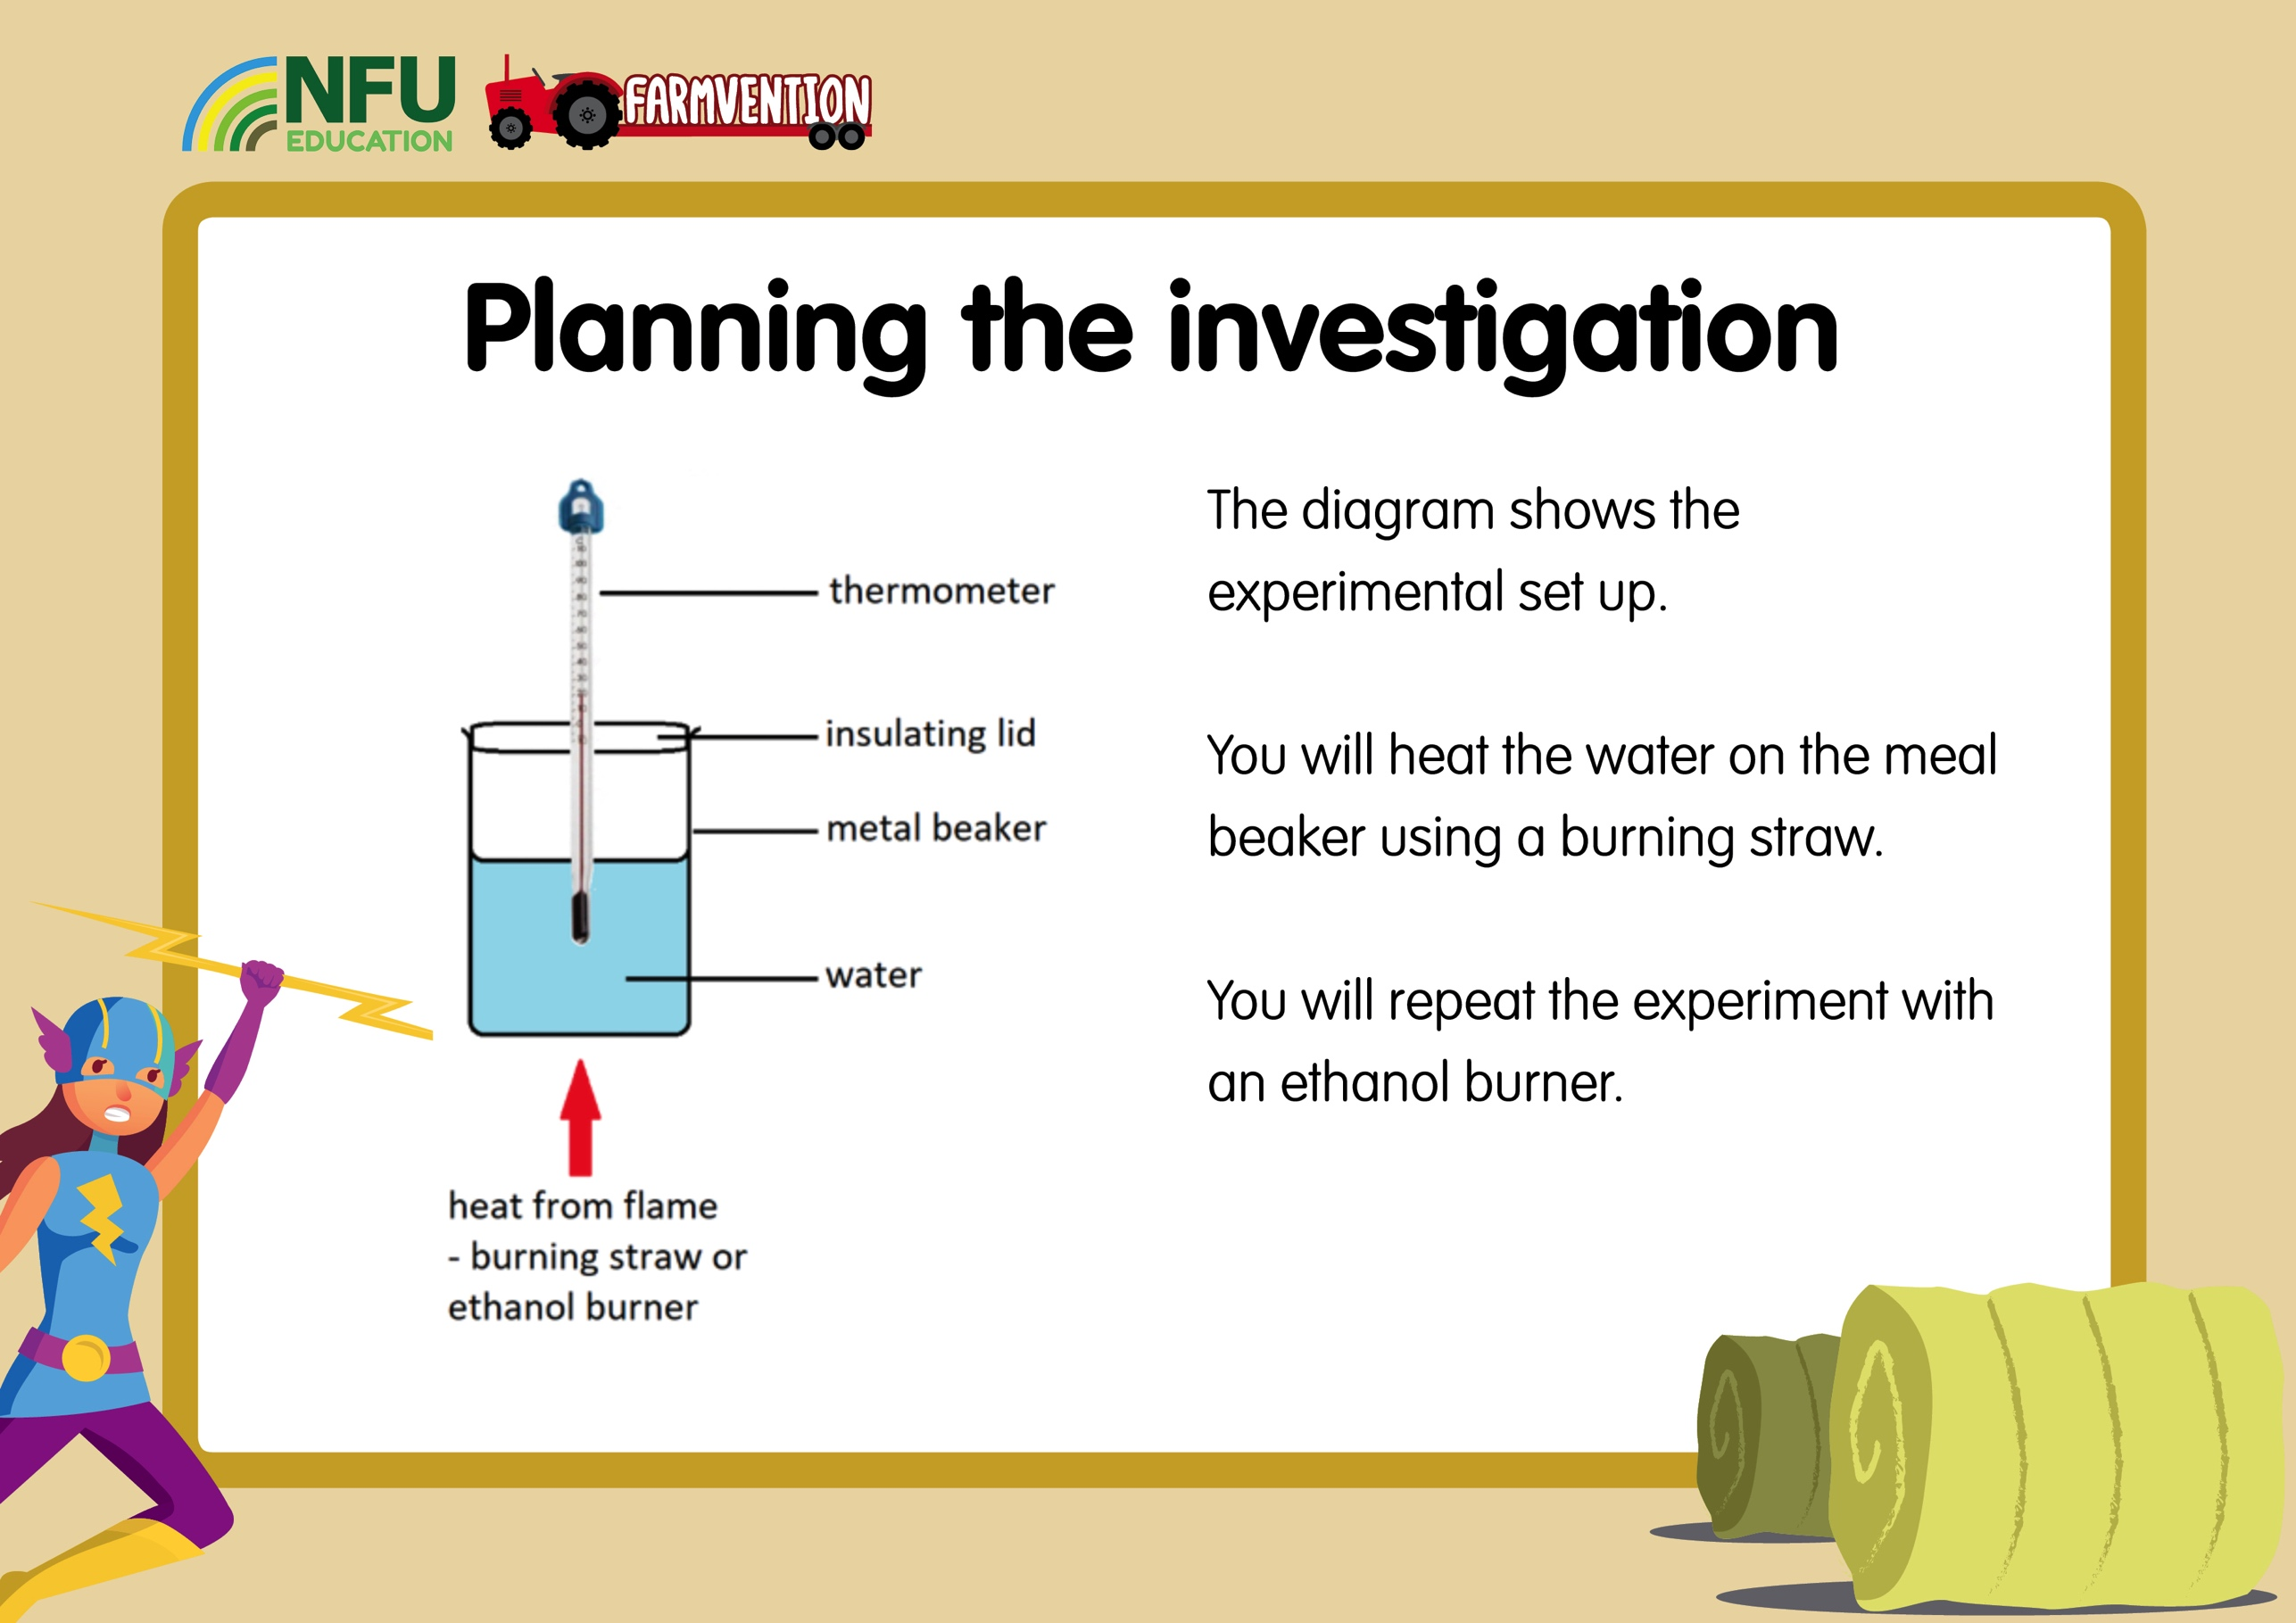 NFU
EDUCATION
FARMVENTION
Planning the investigation
thermometer
insulating lid
metal beaker
water
heat from flame
- burning straw or
ethanol burner
The diagram shows the
experimental set up.
You will heat the water on the meal
beaker using a burning straw.
You will repeat the experiment with
an ethanol burner.